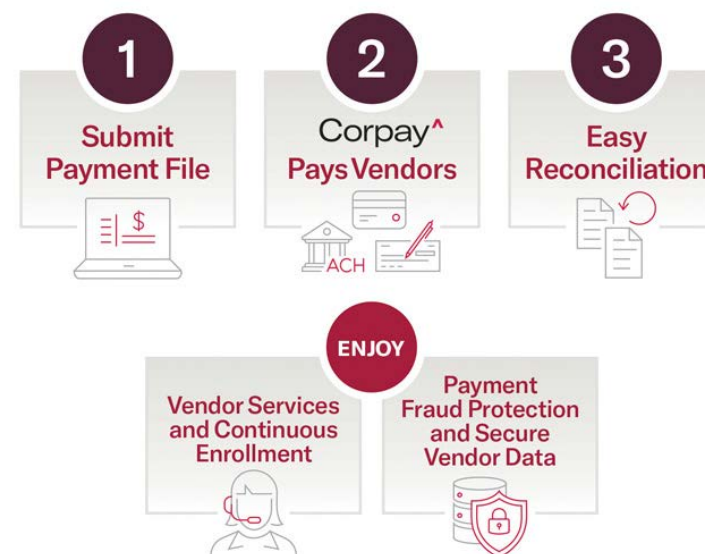 1
Submit
Payment File
$
2
Corpay^
Pays Vendors
ACH
3
Easy
Reconciliation
ENJOY
Vendor Services
and Continuous
Enrollment
Payment
Fraud Protection
and Secure
Vendor Data